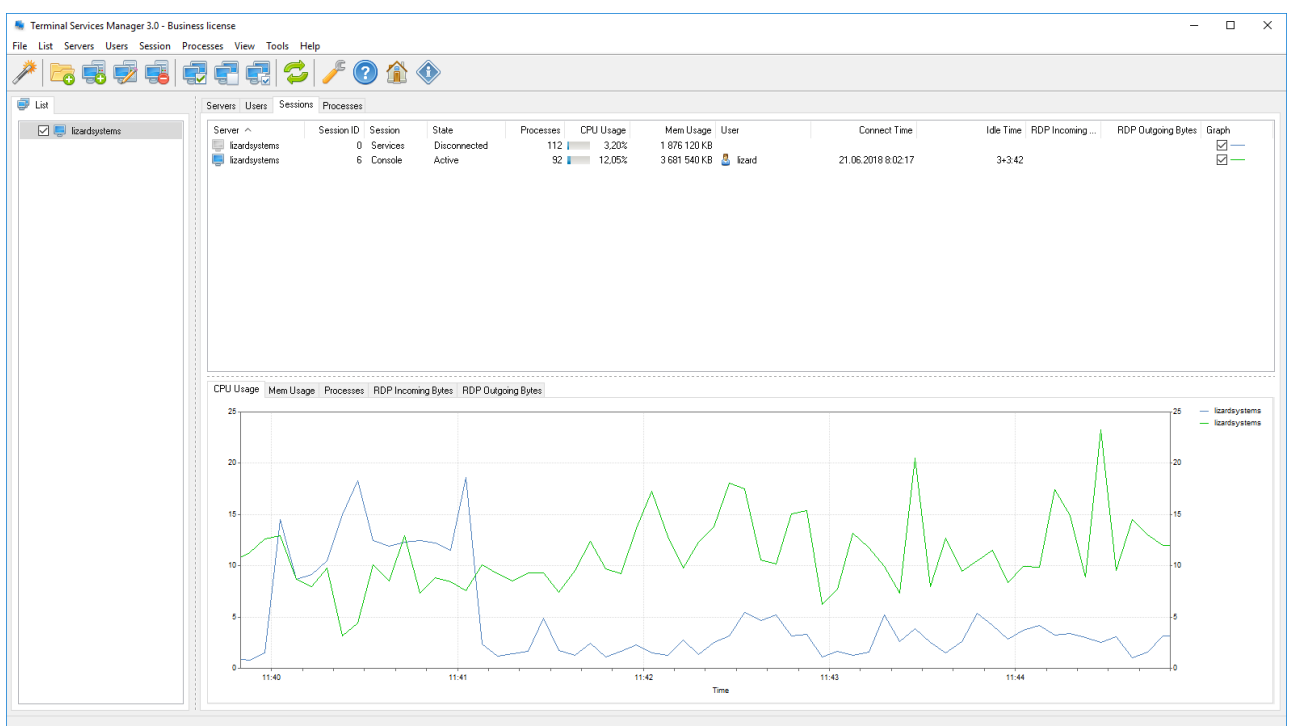 Terminal Services Manager 3.0 - Business license
File List Servers Users Session Processes View Tools Help
List
lizardsystems
Servers Users Sessions Processes
Server Session ID Session State Processes CPU Usage Mem Usage User Connect Time Idle Time RDP Incoming ... RDP Outgoing Bytes Graph
lizardsystems 0 Services Disconnected 112 3,20% 1 876 120 KB
lizardsystems 6 Console Active 92 12,05% 3 681 540 KB lizard 21.06.2018 8:02:17 3+3:42
CPU Usage Mem Usage Processes RDP Incoming Bytes RDP Outgoing Bytes
25 25 lizardsystems
lizardsystems
20 20
15 15
10 10
5 5
0 0
11:40 11:41 11:42 11:43 11:44
Time